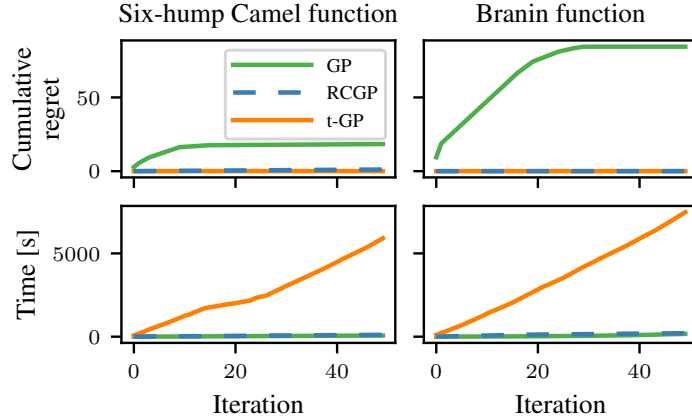 Six-hump Camel function
Branin function
Cumulative
regret
50
0
GP
RCGP
t-GP
Time [s]
5000
0
0
20
40
0
20
40
Iteration
Iteration